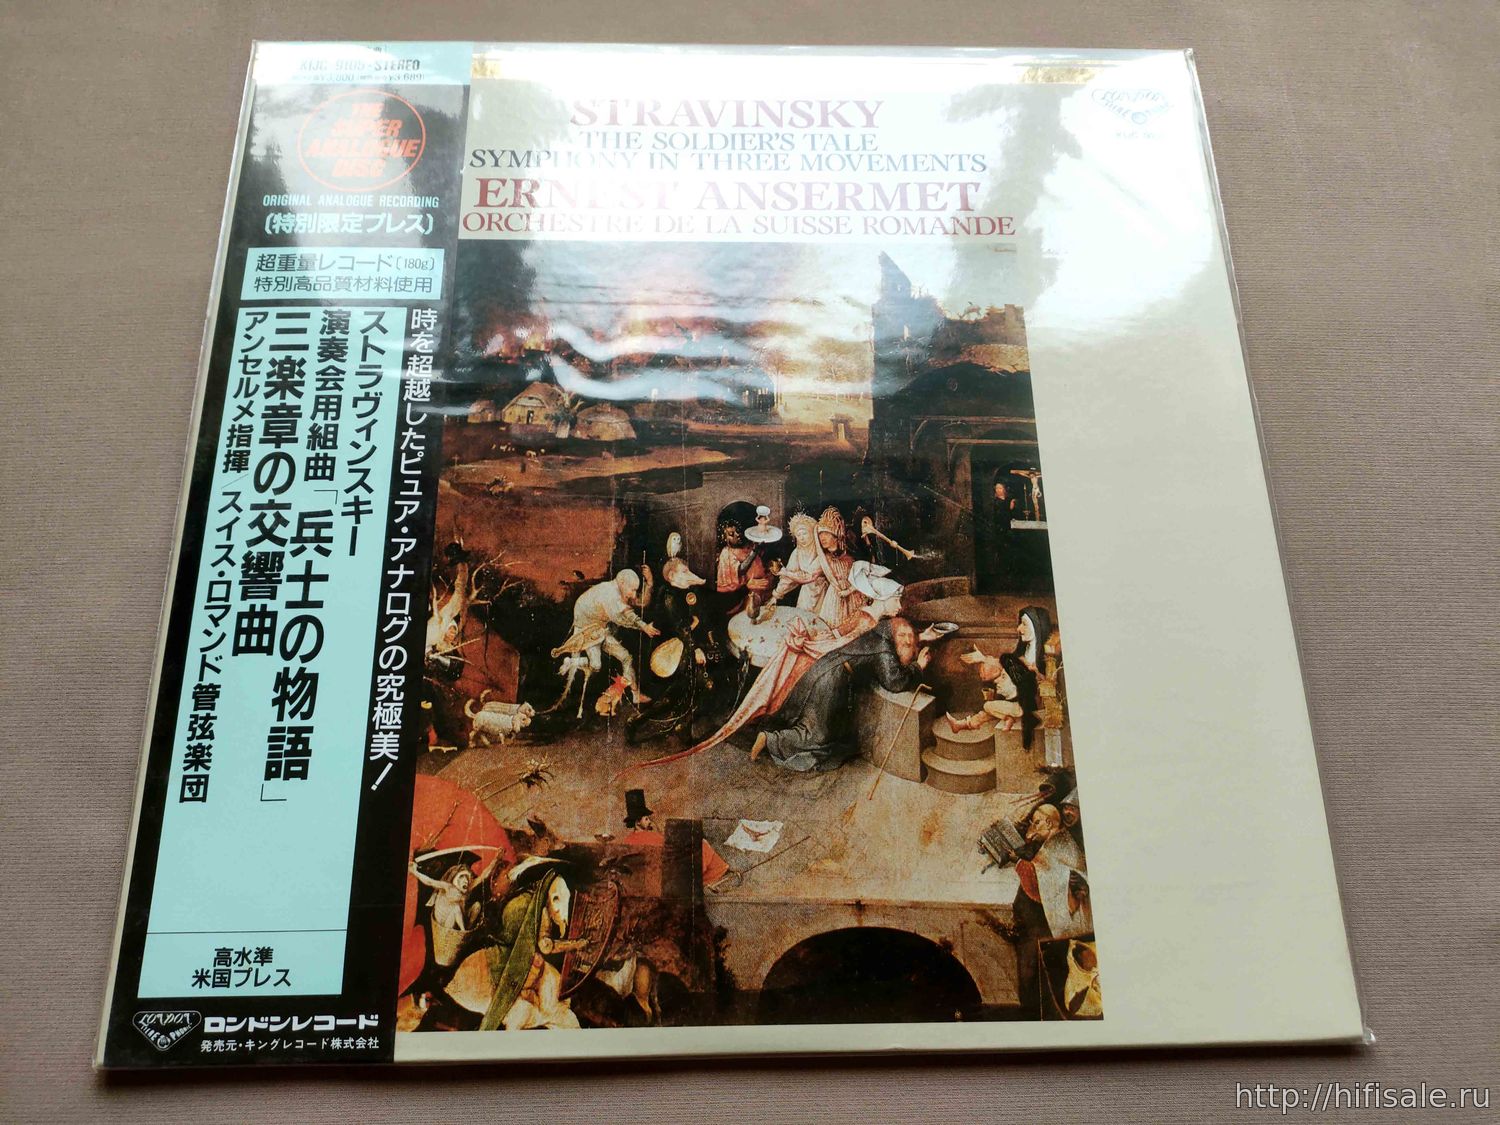 KIJC-9105・STEREO
THE
SUPER
ANALOGUE
DISC
ORIGINAL ANALOGUE RECORDING
〔特別限定プレス〕
超重量レコード〔180g〕
特別高品質材料使用
時を超越したピュア・アナログの究極美!
ストラヴィンスキー
演奏会用組曲「兵士の物語」
三楽章の交響曲
アンセルメ指揮/スイス・ロマンド管弦楽団
高水準
米国プレス
LONDON
ロンドンレコード
発売元・キングレコード株式会社
STRAVINSKY
THE SOLDIER'S TALE
SYMPHONY IN THREE MOVEMENTS
ERNEST ANSERMET
ORCHESTRE DE LA SUISSE ROMANDE
LONDON
http://hifisale.ru